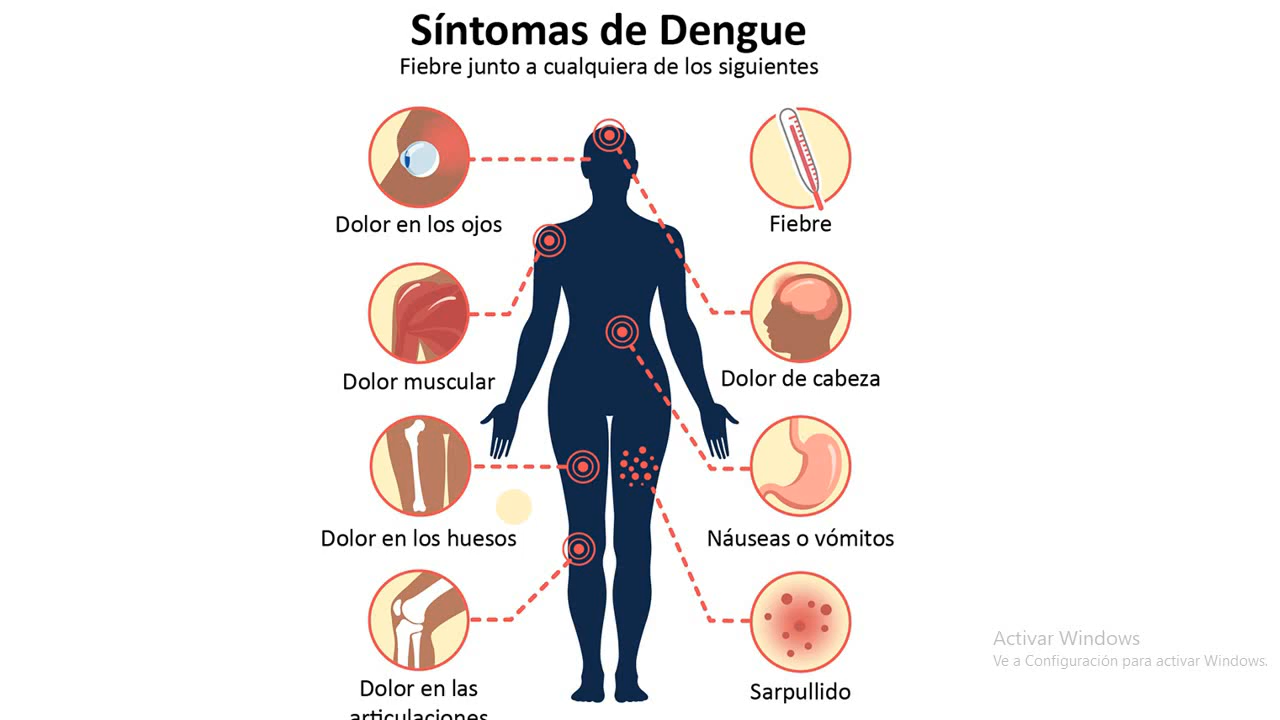 Síntomas de Dengue
Fiebre junto a cualquiera de los siguientes
Dolor en los ojos
Fiebre
Dolor muscular
Dolor de cabeza
Dolor en los huesos
Náuseas o vómitos
Dolor en las
articulaciones
Sarpullido
Activar Windows
Ve a Configuración para activar Windows.